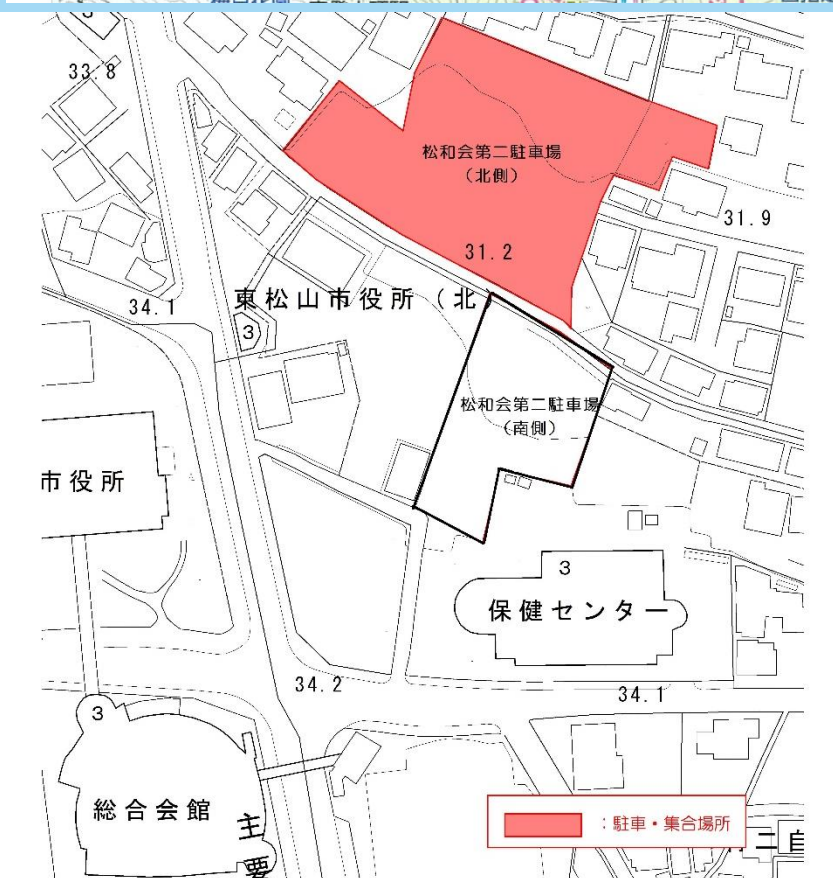 3
33.8
松和会第二駐車場
（北側）
31.9
31.2
東松山市役所（北
34.1
3
松和会第二駐車場
（南側）
市役所
3
保健センター
34.2
34.1
3
総合会館
主
要
：駐車・集合場所
二自